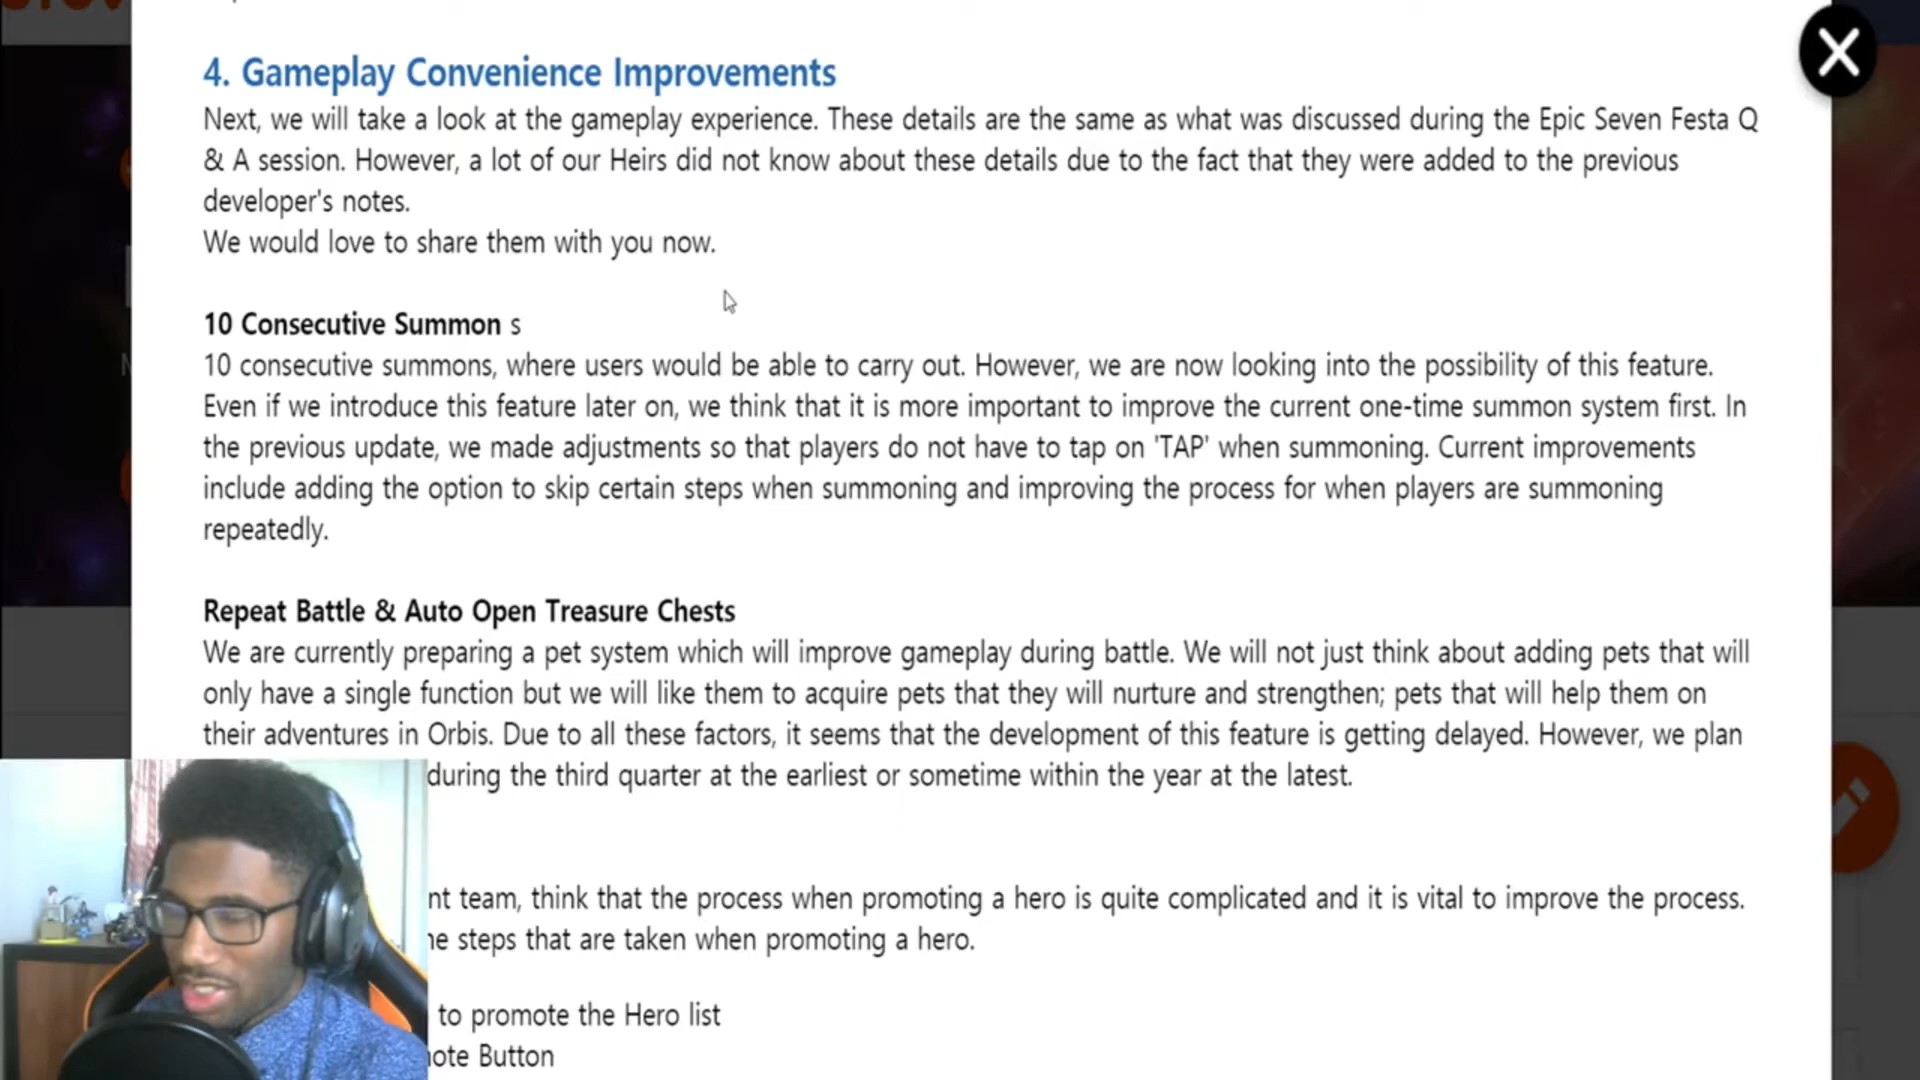 4. Gameplay Convenience Improvements
Next, we will take a look at the gameplay experience. These details are the same as what was discussed during the Epic Seven Festa Q
& A session. However, a lot of our Heirs did not know about these details due to the fact that they were added to the previous
developer's notes.
We would love to share them with you now.
10 Consecutive Summon s
10 consecutive summons, where users would be able to carry out. However, we are now looking into the possibility of this feature.
Even if we introduce this feature later on, we think that it is more important to improve the current one-time summon system first. In
the previous update, we made adjustments so that players do not have to tap on 'TAP' when summoning. Current improvements
include adding the option to skip certain steps when summoning and improving the process for when players are summoning
repeatedly.
Repeat Battle & Auto Open Treasure Chests
We are currently preparing a pet system which will improve gameplay during battle. We will not just think about adding pets that will
only have a single function but we will like them to acquire pets that they will nurture and strengthen; pets that will help them on
their adventures in Orbis. Due to all these factors, it seems that the development of this feature is getting delayed. However, we plan
during the third quarter at the earliest or sometime within the year at the latest.
team, think that the process when promoting a hero is quite complicated and it is vital to improve the process.
steps that are taken when promoting a hero.
to promote the Hero list
Button